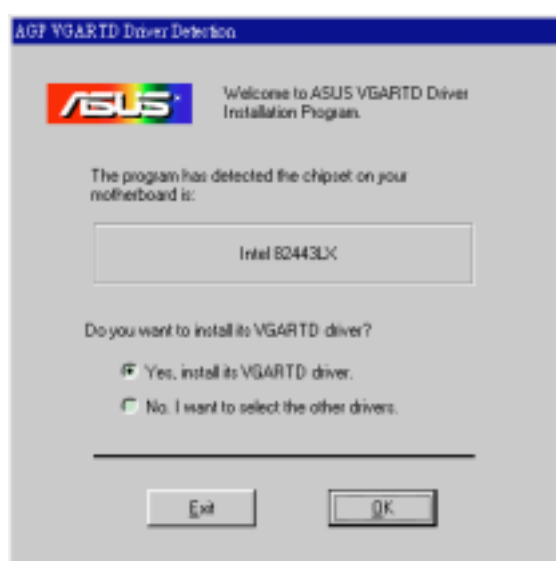 AGP VGARTD Driver Detection
ASUS
Welcome to ASUS VGARTD Driver
Installation Program.
The program has detected the chipset on your
motherboard is:
Intel 82443LX
Do you want to install its VGARTD driver?
Yes, install its VGARTD driver.
No. I want to select the other drivers.
Exit
OK